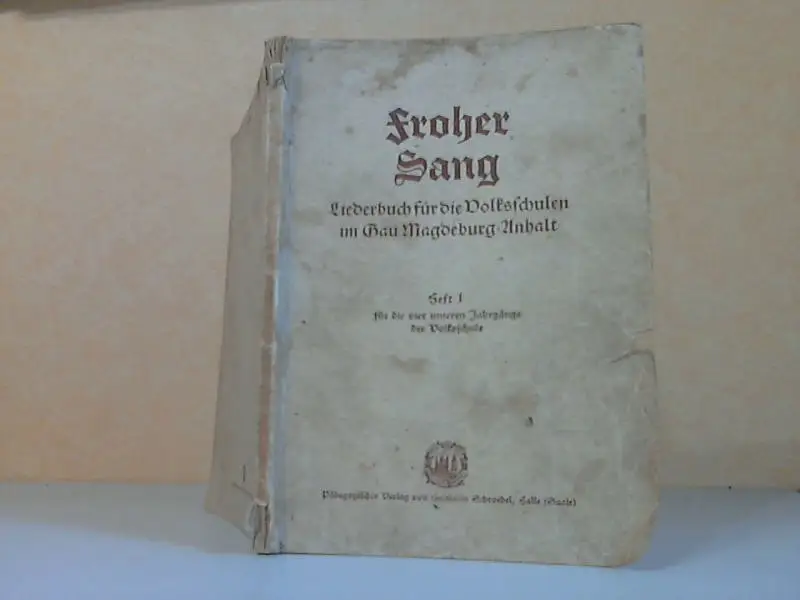 Froher
Sang
Liederbuch für die Volksschulen
im Gau Magdeburg-Anhalt
Heft 1
für die vier unteren Jahrgänge
der Volksschule
Pädagogischer Verlag von Hermann Schroedel, Halle (Saale)